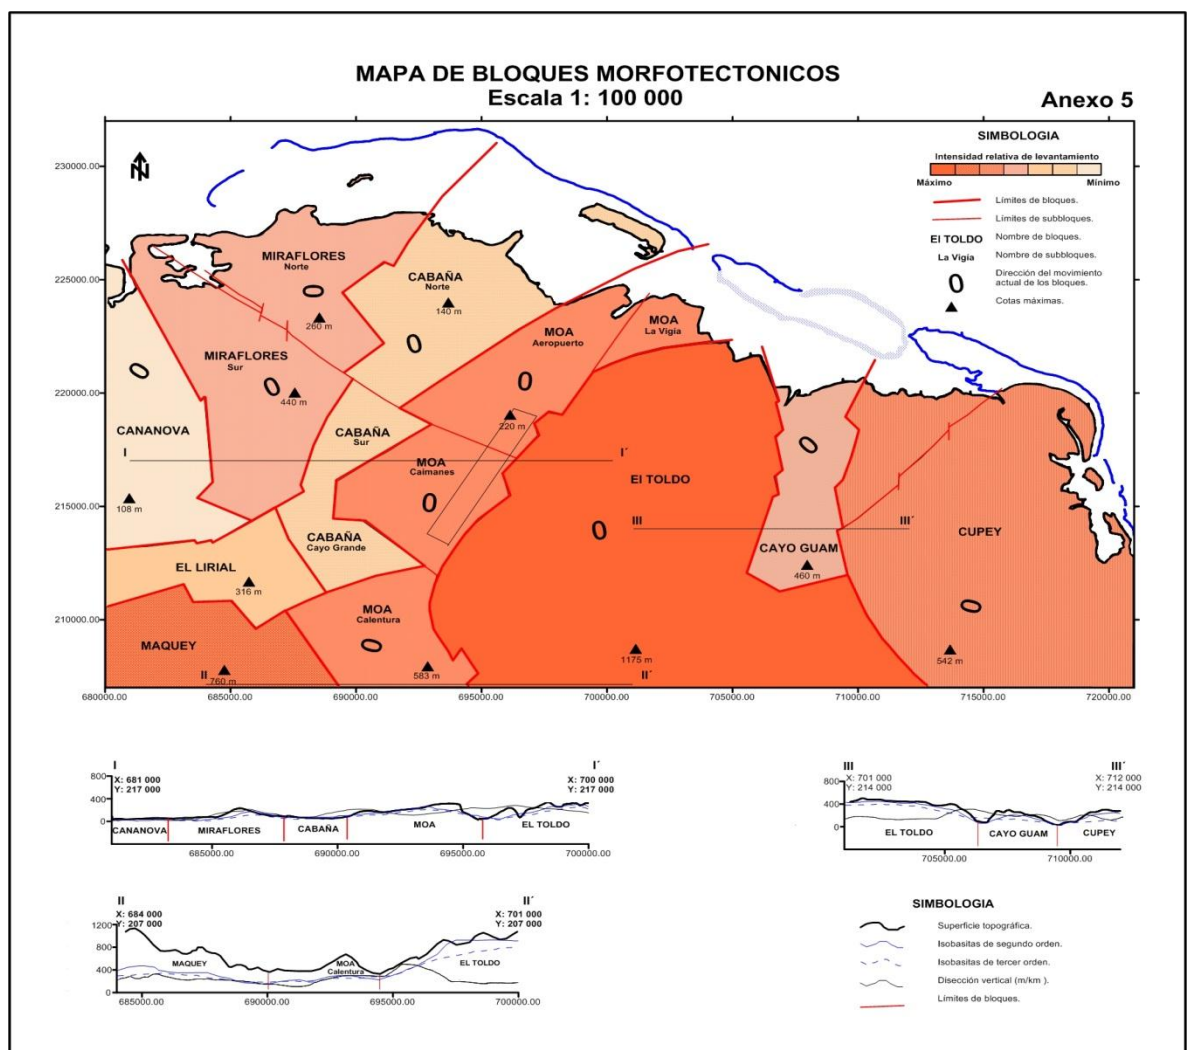 MAPA DE BLOQUES MORFOTECTONICOS
Escala 1: 100 000
Anexo 5
SIMBOLOGIA
Intensidad relativa de levantamiento
Máximo
Mínimo
Límites de bloques.
Límites de subbloques.
El TOLDO
Nombre de bloques.
La Vigía
Nombre de subbloques.
Dirección del movimiento
actual de los bloques.
Cotas máximas.
N
230000.00
225000.00
220000.00
215000.00
210000.00
MIRAFLORES
Norte
260 m
CABAÑA
Norte
140 m
MOA
Aeropuerto
MOA
La Vigía
MIRAFLORES
Sur
440 m
220 m
CANANOVA
CABAÑA
Sur
I
I´
MOA
Caimanes
El TOLDO
108 m
III
III´
CABAÑA
Cayo Grande
CAYO GUAM
460 m
CUPEY
EL LIRIAL
316 m
MOA
Calentura
MAQUEY
760 m
583 m
1175 m
542 m
II
II´
680000.00
685000.00
690000.00
695000.00
700000.00
705000.00
710000.00
715000.00
720000.00
I
I´
X: 681 000
Y: 217 000
X: 700 000
Y: 217 000
800
400
0
CANANOVA
MIRAFLORES
CABAÑA
MOA
EL TOLDO
685000.00
690000.00
695000.00
700000.00
III
III´
X: 701 000
Y: 214 000
X: 712 000
Y: 214 000
800
400
0
EL TOLDO
CAYO GUAM
CUPEY
705000.00
710000.00
II
II´
X: 684 000
Y: 207 000
X: 701 000
Y: 207 000
1200
800
400
0
MAQUEY
MOA
Calentura
EL TOLDO
685000.00
690000.00
695000.00
700000.00
SIMBOLOGIA
Superficie topográfica.
Isobasitas de segundo orden.
Isobasitas de tercer orden.
Disección vertical (m/km ).
Límites de bloques.